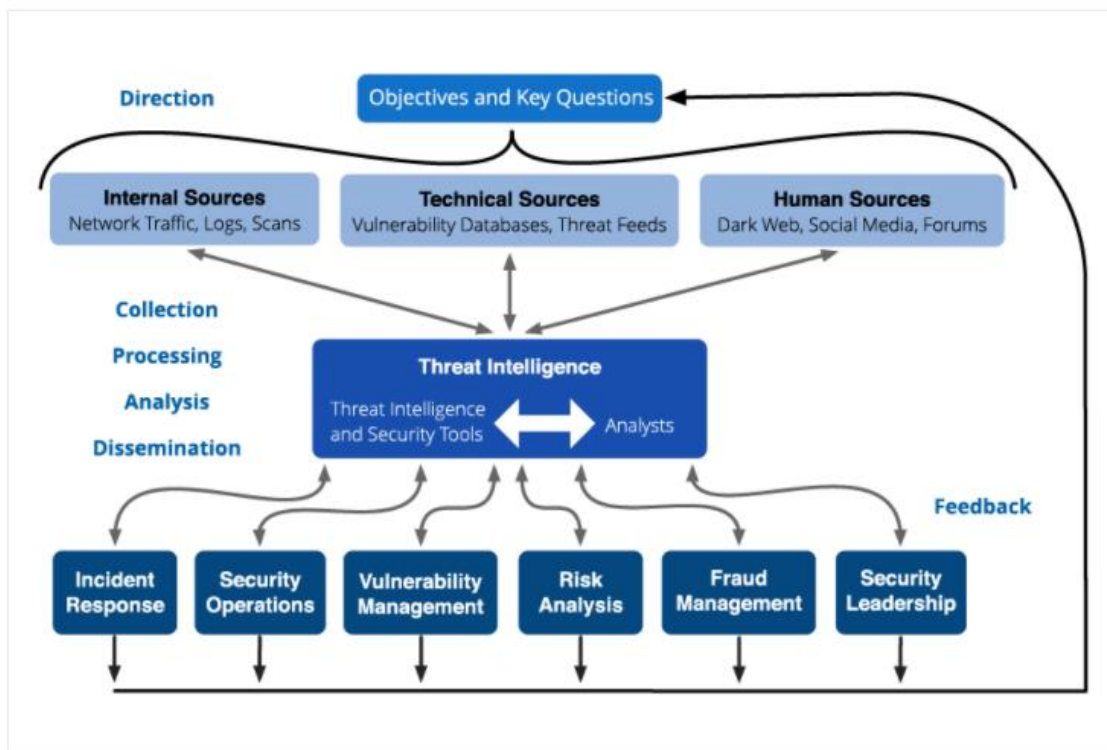 Direction
Objectives and Key Questions
Internal Sources
Network Traffic, Logs, Scans
Technical Sources
Vulnerability Databases, Threat Feeds
Human Sources
Dark Web, Social Media, Forums
Collection
Processing
Analysis
Dissemination
Threat Intelligence
Threat Intelligence
and Security Tools
Analysts
Feedback
Incident
Response
Security
Operations
Vulnerability
Management
Risk
Analysis
Fraud
Management
Security
Leadership